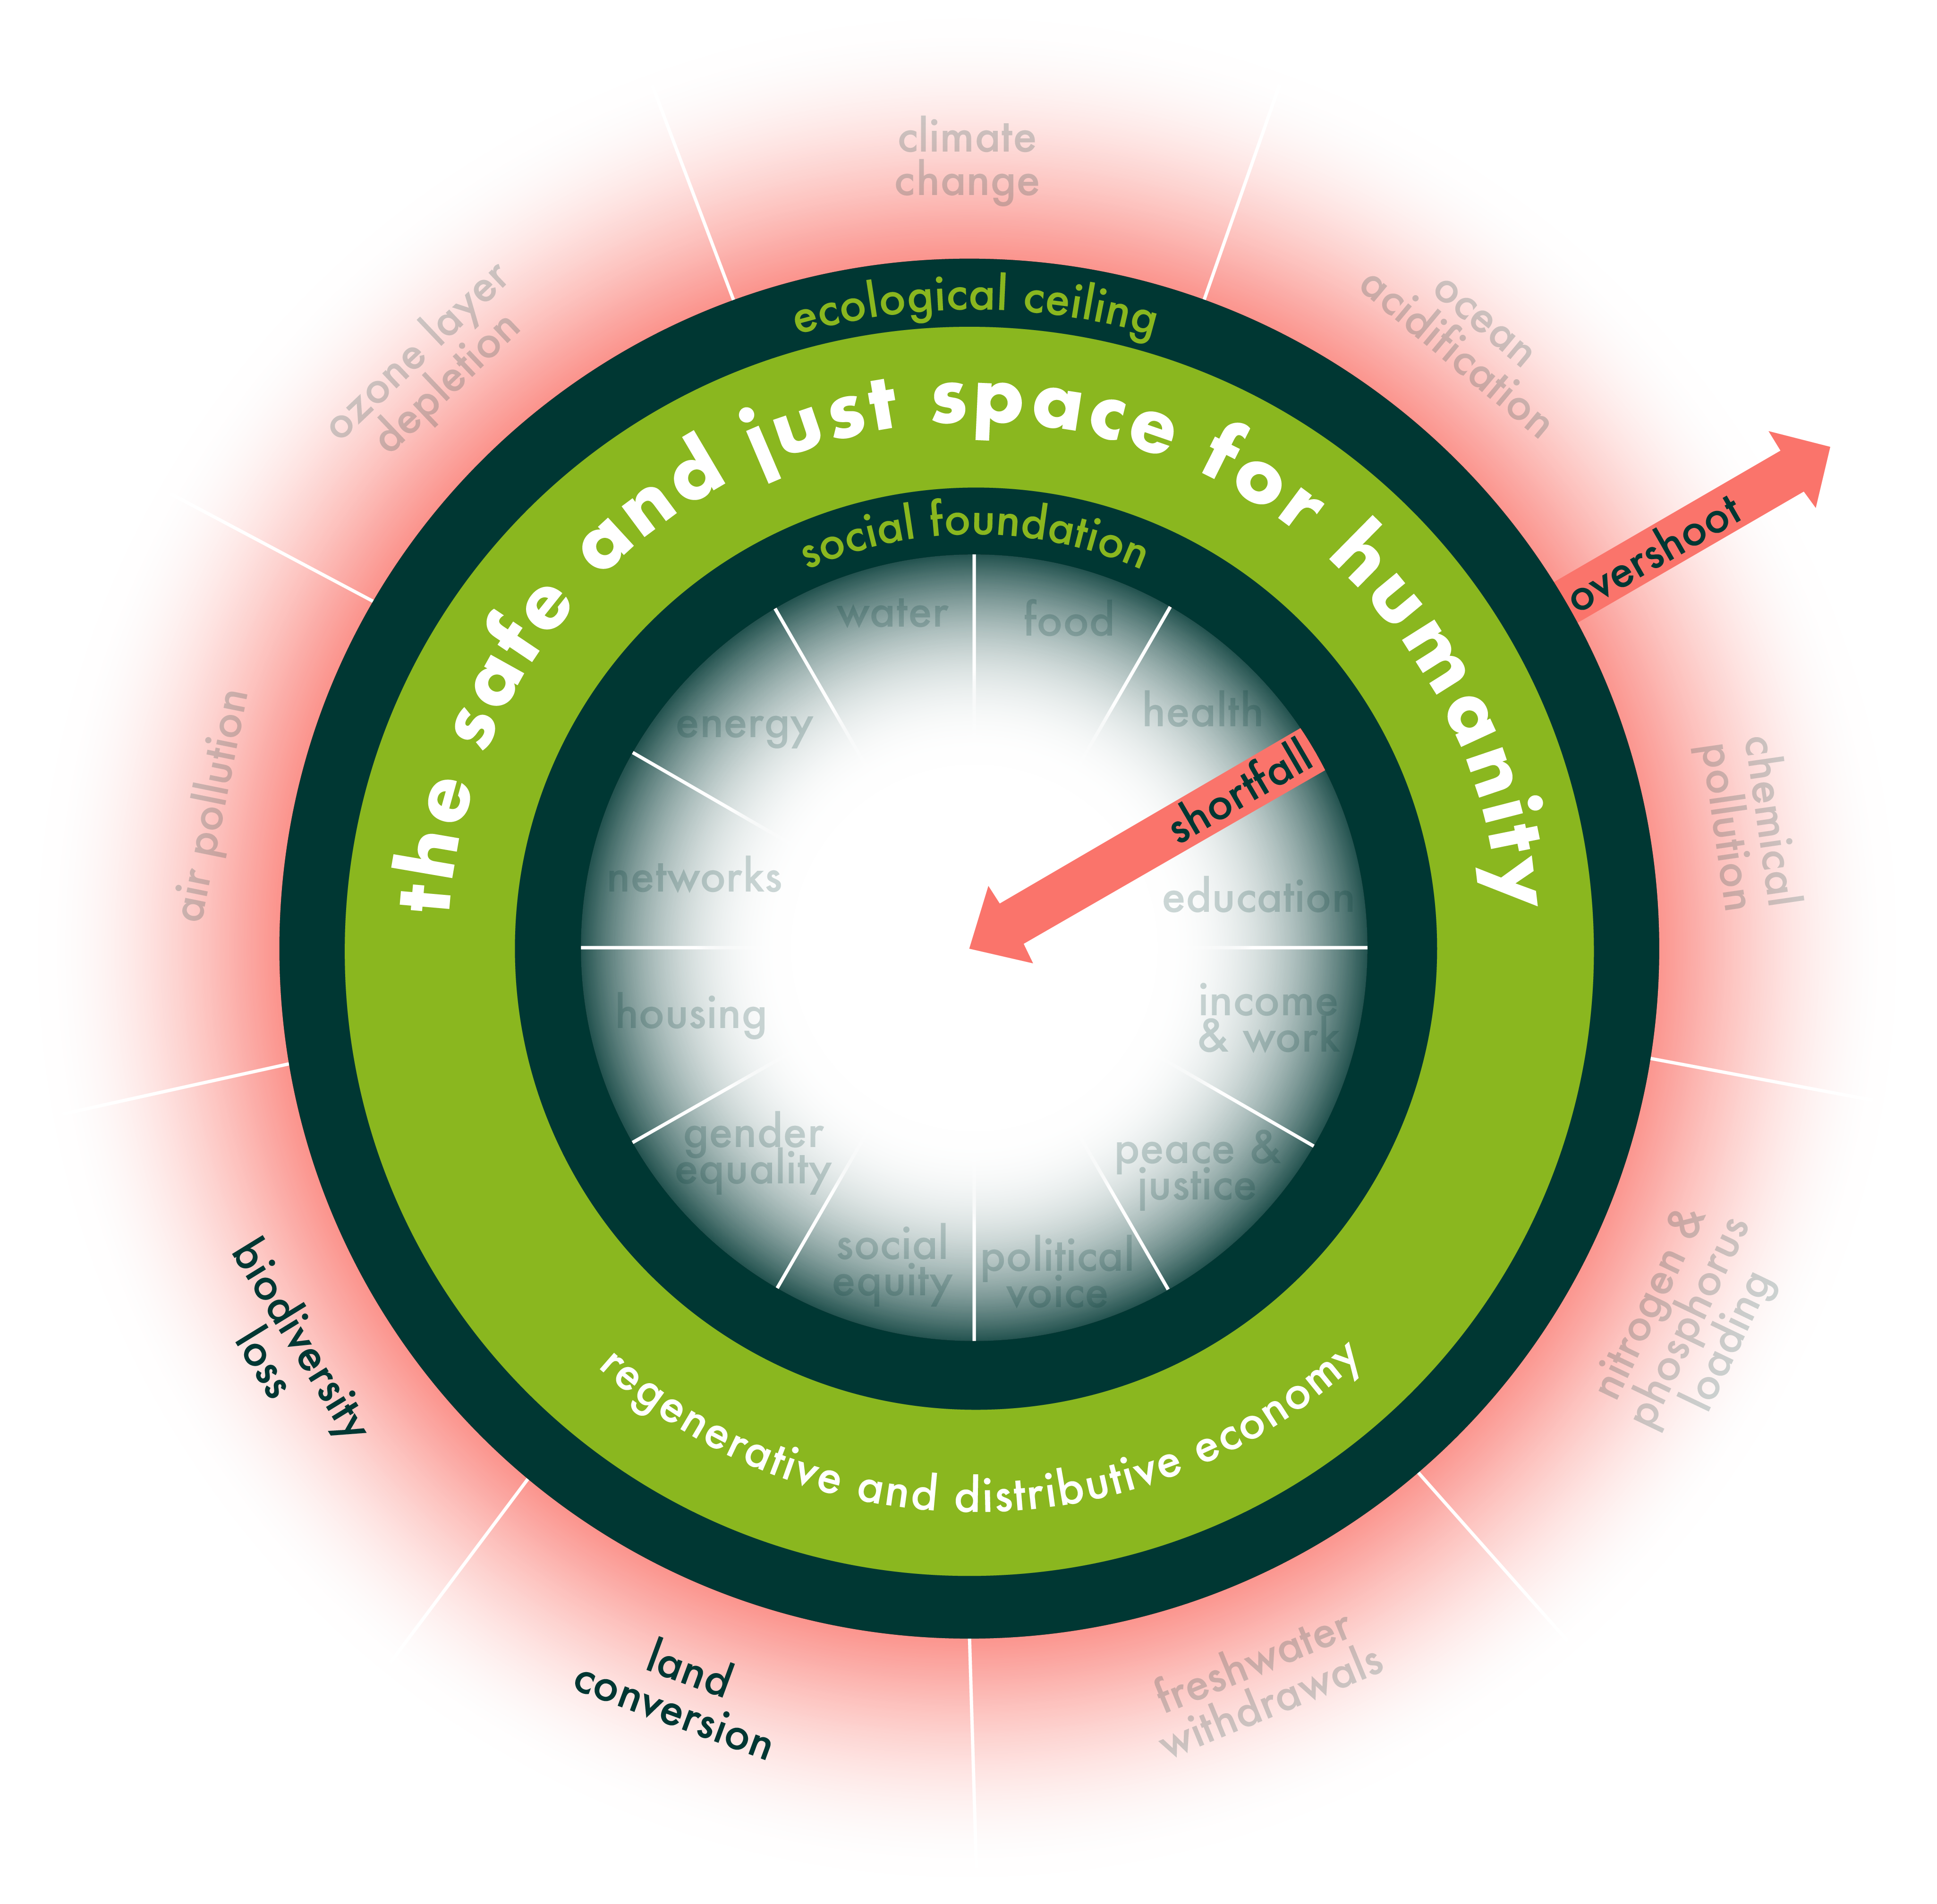 climate
change
ocean
acidification
chemical
pollution
nitrogen &
phosphorus
loading
freshwater
withdrawals
land
conversion
biodiversity
loss
air pollution
ozone layer
depletion
overshoot
ecological ceiling
the safe and just space for humanity
social foundation
water
food
health
shortfall
education
income
& work
peace &
justice
political
voice
social
equity
gender
equality
housing
networks
energy
regenerative and distributive economy